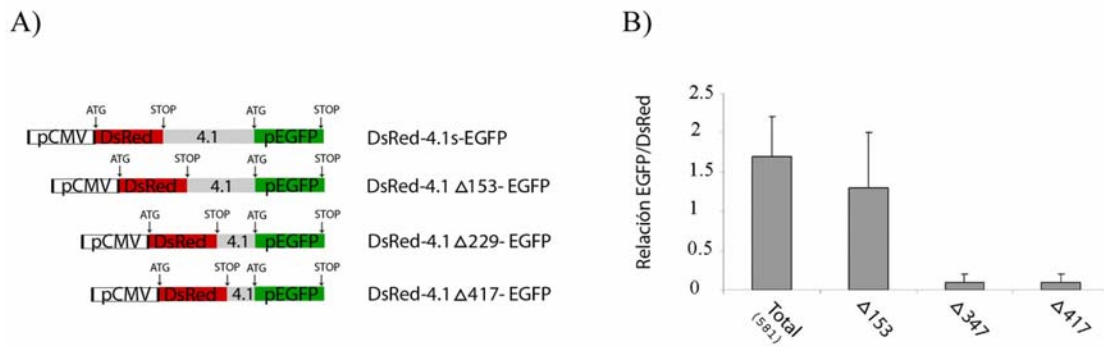 A)
ATG STOP ATG STOP
pCMV DsRed 4.1 pEGFP DsRed-4.1s-EGFP
ATG STOP ATG STOP
pCMV DsRed 4.1 pEGFP DsRed-4.1 Δ153- EGFP
ATG STOP ATG STOP
pCMV DsRed 4.1 pEGFP DsRed-4.1 Δ229- EGFP
ATG STOP ATG STOP
pCMV DsRed 4.1 pEGFP DsRed-4.1 Δ417- EGFP
B)
Relación EGFP/DsRed
2.5
2
1.5
1
0.5
0
Total (581) Δ153 Δ347 Δ417